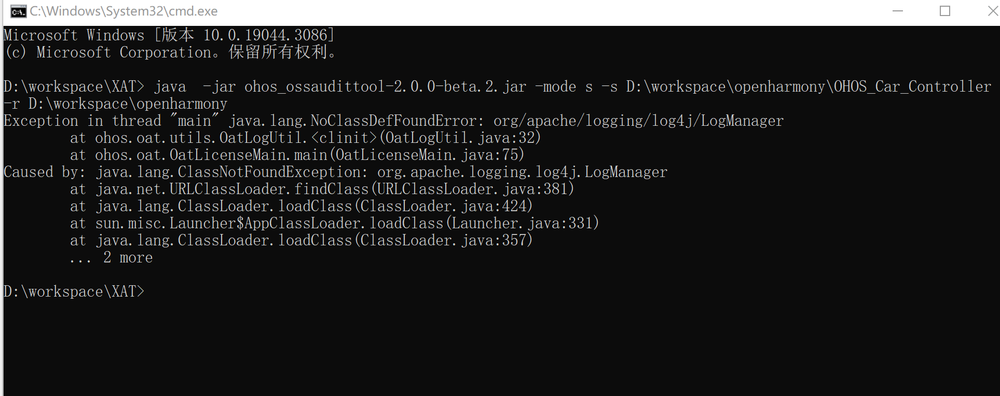 C:\Windows\System32\cmd.exe
Microsoft Windows [版本 10.0.19044.3086]
(c) Microsoft Corporation。保留所有权利。
D:\workspace\XAT> java  -jar ohos_ossaudittool-2.0.0-beta.2.jar -mode s -s D:\workspace\openharmony\OHOS_Car_Controller
-r D:\workspace\openharmony
Exception in thread "main" java.lang.NoClassDefFoundError: org/apache/logging/log4j/LogManager
        at ohos.oat.utils.OatLogUtil.<clinit>(OatLogUtil.java:32)
        at ohos.oat.OatLicenseMain.main(OatLicenseMain.java:75)
Caused by: java.lang.ClassNotFoundException: org.apache.logging.log4j.LogManager
        at java.net.URLClassLoader.findClass(URLClassLoader.java:381)
        at java.lang.ClassLoader.loadClass(ClassLoader.java:424)
        at sun.misc.Launcher$AppClassLoader.loadClass(Launcher.java:331)
        at java.lang.ClassLoader.loadClass(ClassLoader.java:357)
        ... 2 more
D:\workspace\XAT>